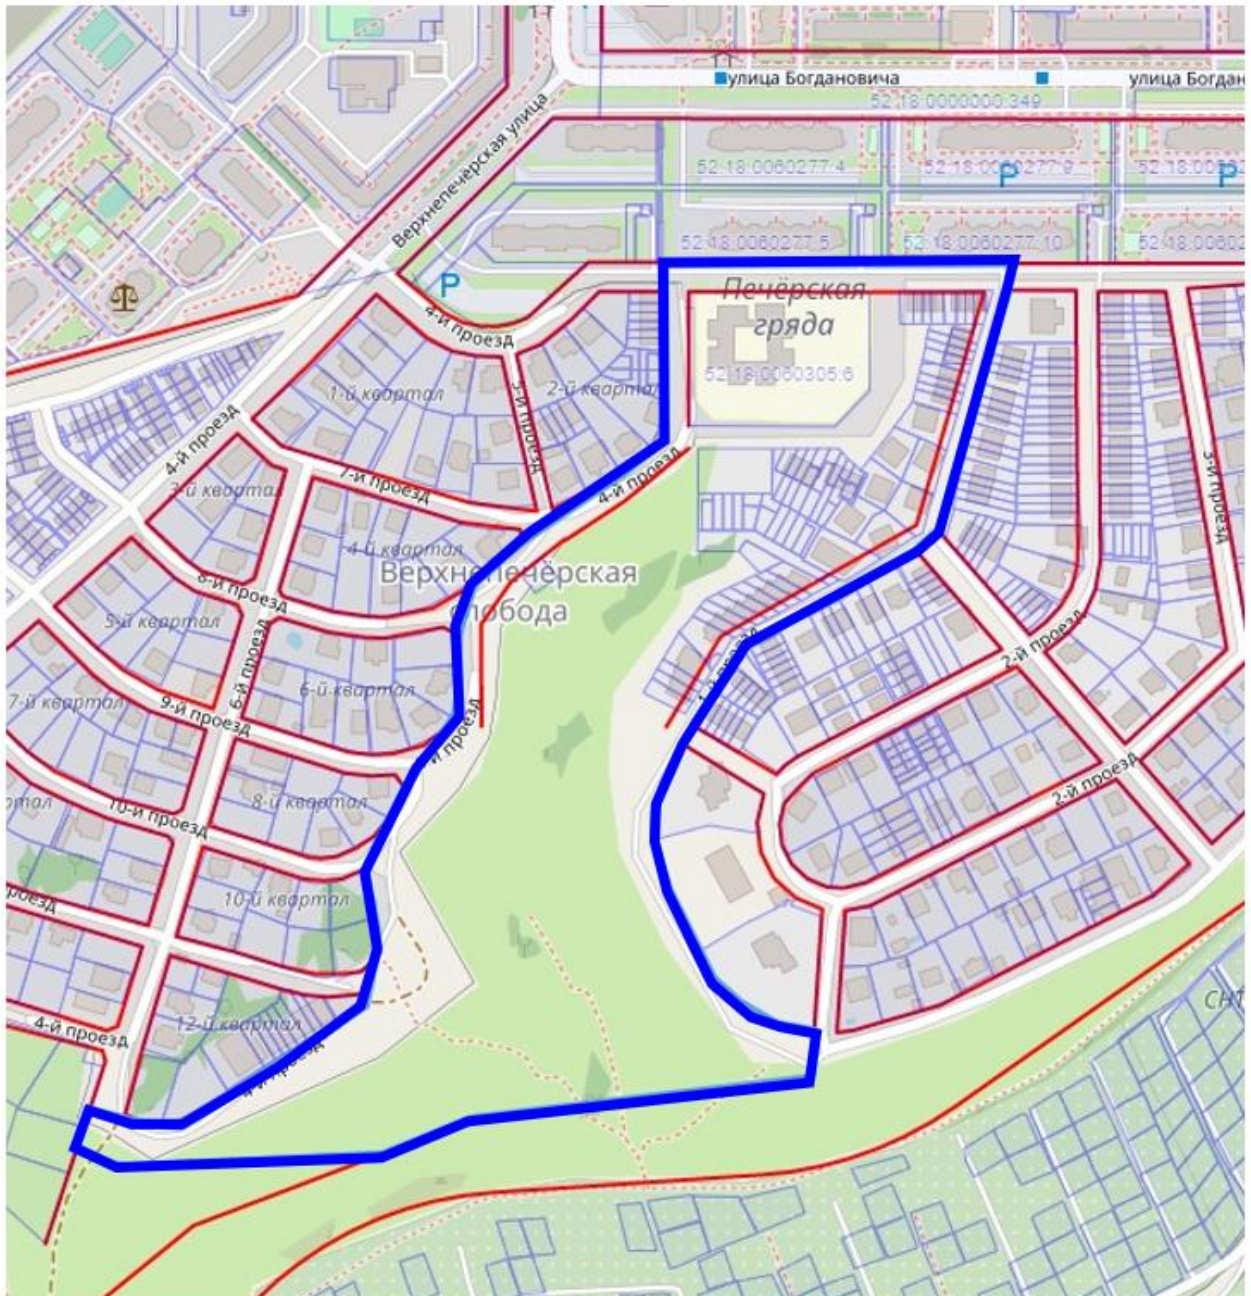 улица Богдановича
улица Богдан
52:18:0000000:349
Верхнепечёрская улица
52:18:0060277:4
52:18:0060277:9
P
P
52:18:0060277:5
52:18:0060277:10
52:18:00602
P
Печёрская
гряда
4-й проезд
52:18:0060305:6
1-й квартал
2-й квартал
5-й проезд
4-й проезд
3-й проезд
7-й проезд
4-й проезд
3-й квартал
4-й квартал
Верхнепечёрская
слобода
8-й проезд
5-й квартал
6-й проезд
2-й проезд
1-й проезд
6-й квартал
7-й квартал
9-й проезд
й проезд
8-й квартал
2-й проезд
10-й проезд
ртал
10-й квартал
роезд
СНТ
12-й квартал
4-й проезд
4-й проезд